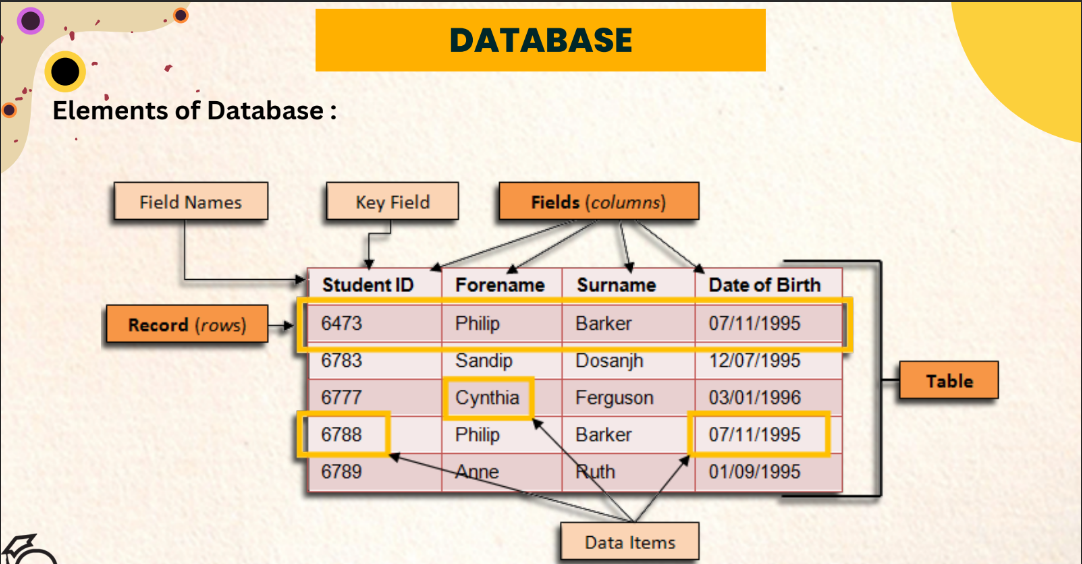 DATABASE
Elements of Database :
Field Names Key Field Fields (columns)
Student ID Forename Surname Date of Birth
Record (rows)
6473 Philip Barker 07/11/1995
6783 Sandip Dosanjh 12/07/1995
6777 Cynthia Ferguson 03/01/1996
Table
6788 Philip Barker 07/11/1995
6789 Anne Ruth 01/09/1995
Data Items